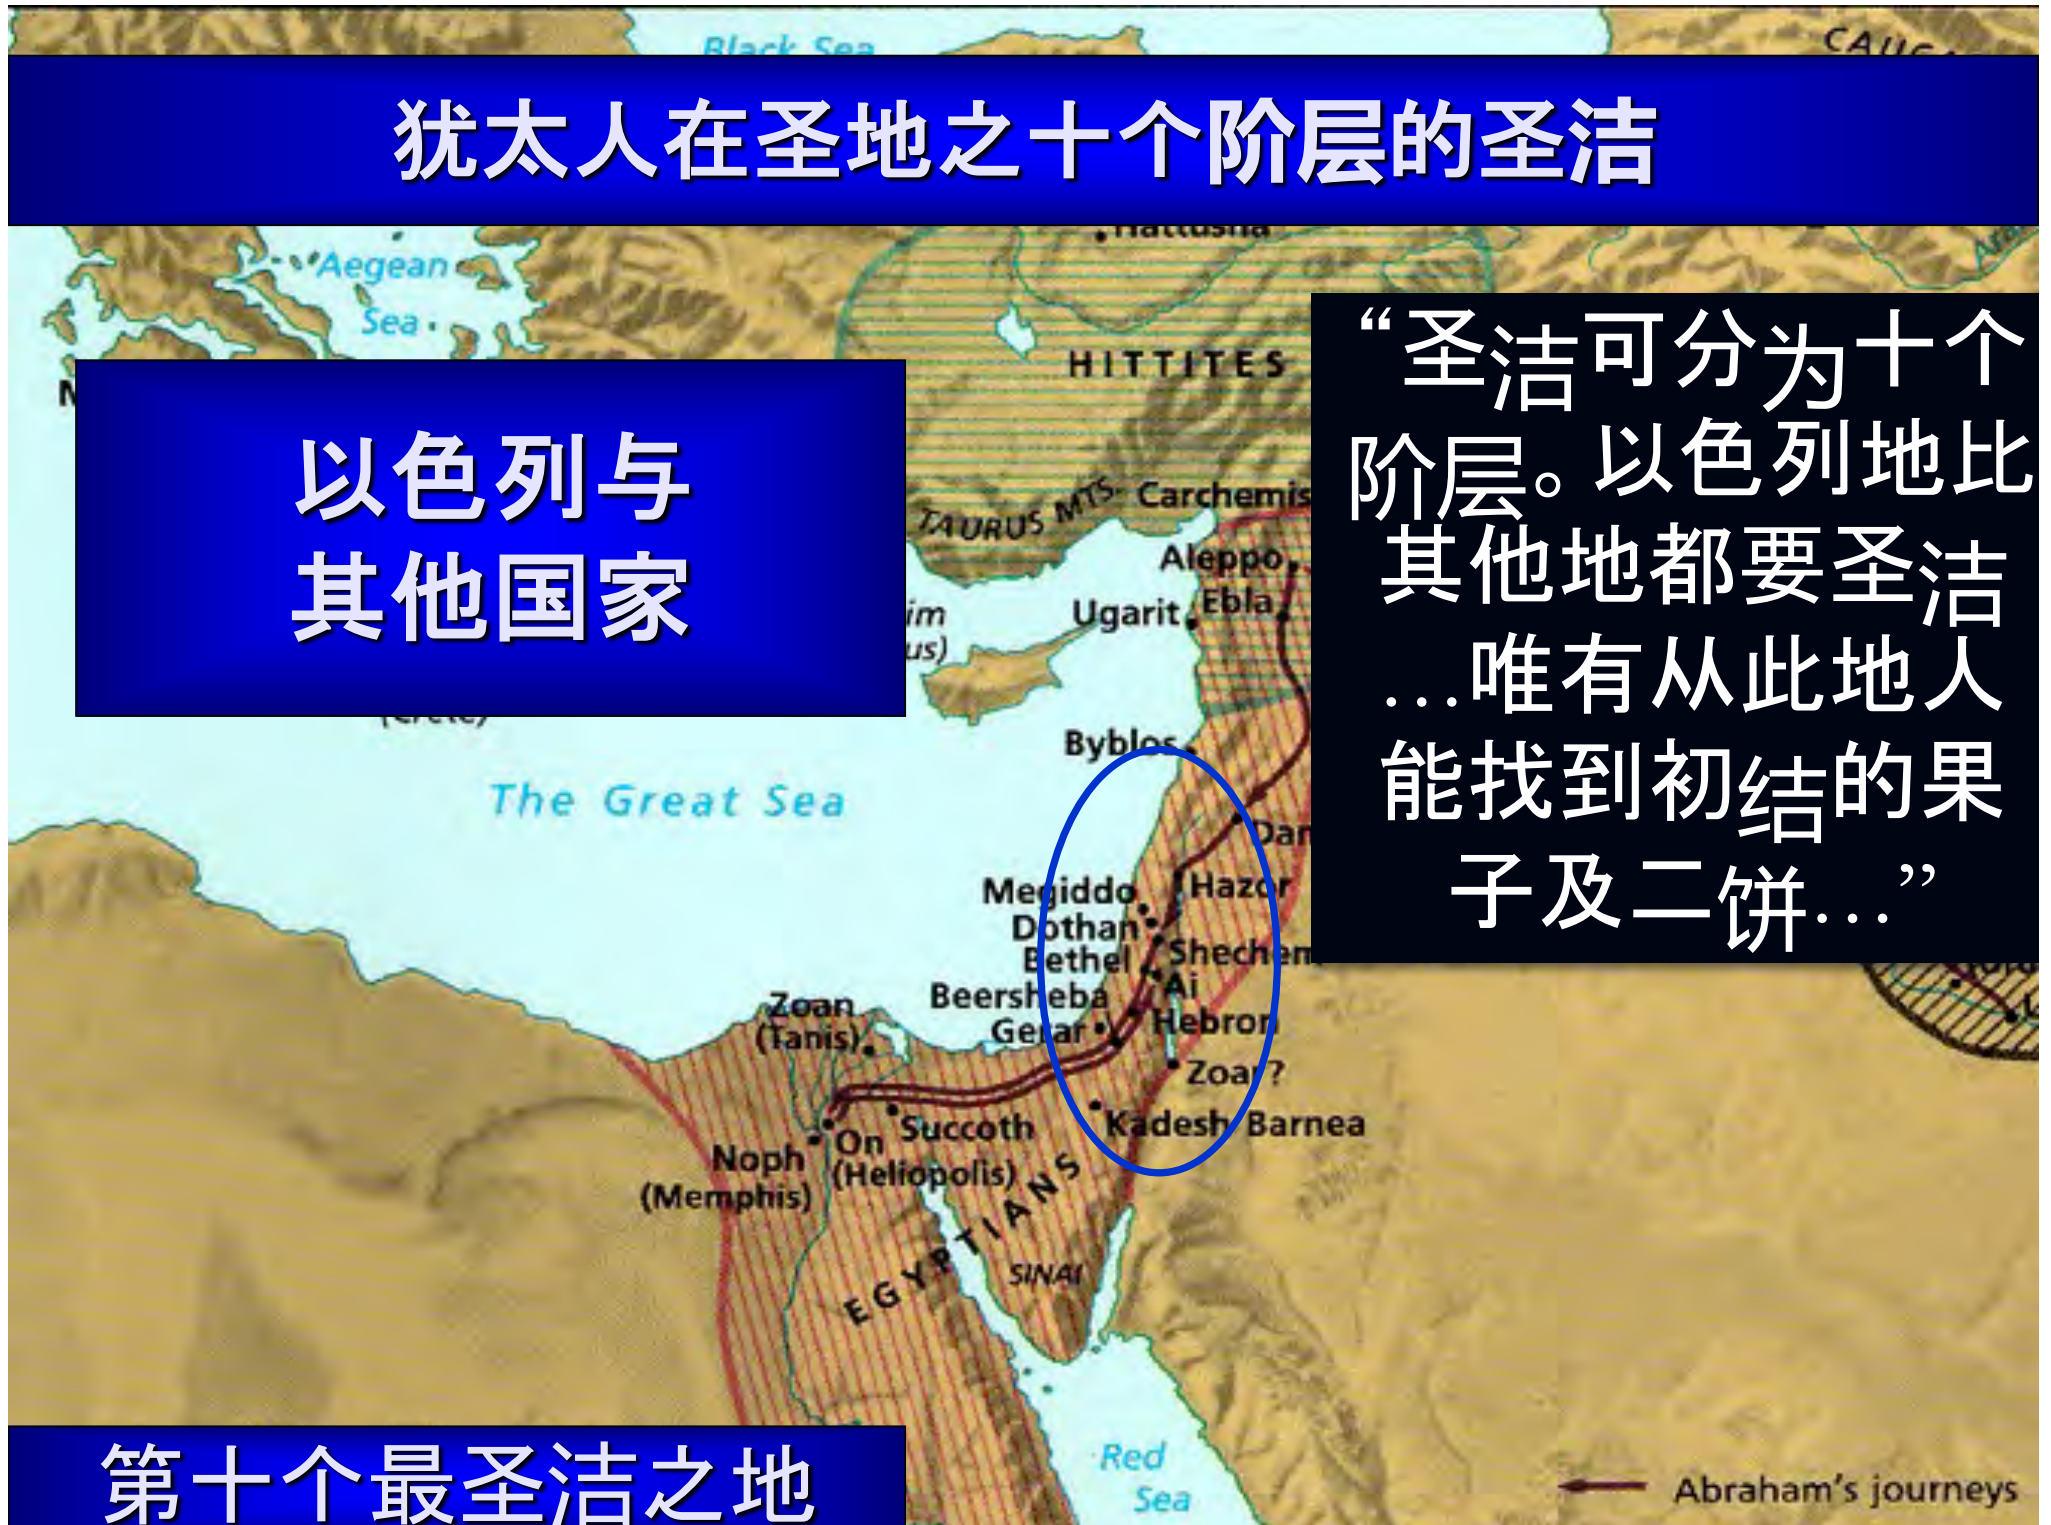 Black Sea
犹太人在圣地之十个阶层的圣洁
Hattusha
Aegean
Sea
HITTITES
“圣洁可分为十个
阶层。以色列地比
其他地都要圣洁
…唯有从此地人
能找到初结的果
子及二饼…”
以色列与
其他国家
TAURUS MTS.
Carchemis
Aleppo
Ugarit
Ebla
(Crete)
Byblos
The Great Sea
Dan
Hazor
Megiddo
Dothan
Bethel
Shechem
Ai
Beersheba
Gerar
Hebron
Zoan
(Tanis)
Zoar?
Kadesh Barnea
Succoth
On
(Heliopolis)
Noph
(Memphis)
EGYPTIANS
SINAI
Red
Sea
Abraham's journeys
第十个最圣洁之地